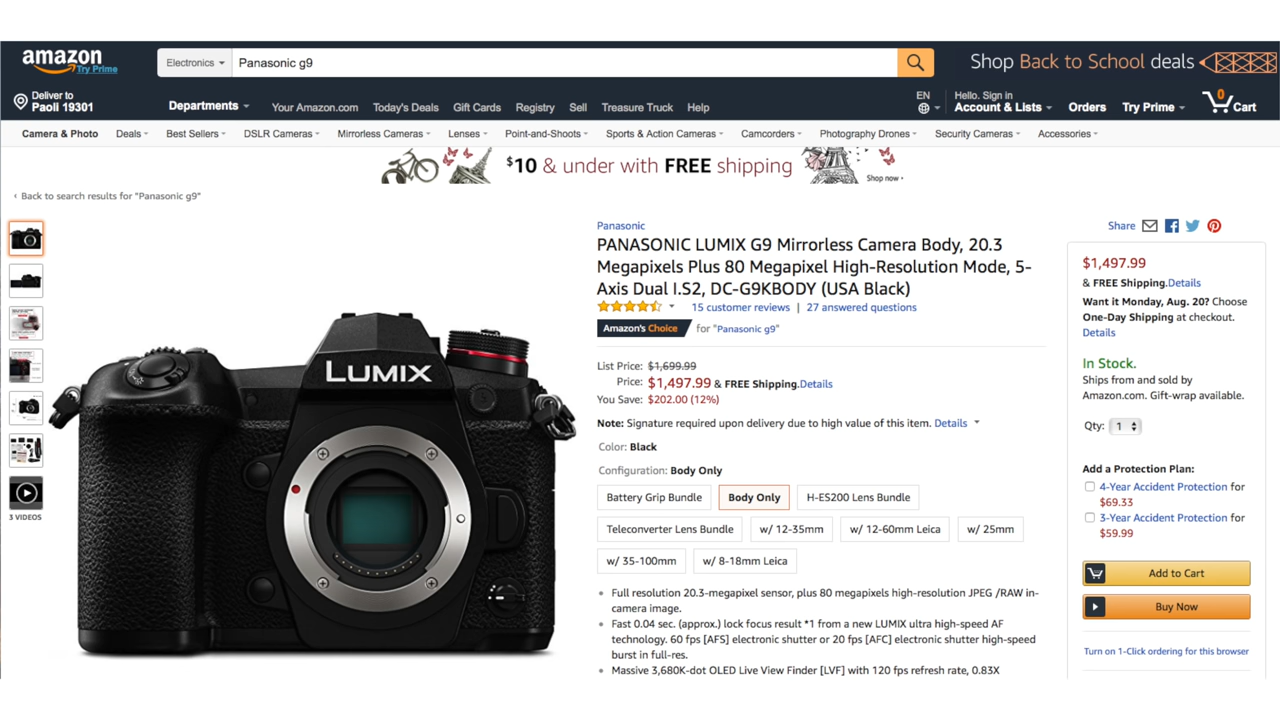 amazon
Try Prime
Electronics
Panasonic g9
Shop Back to School deals
Deliver to
Paoli 19301
Departments
Your Amazon.com
Today's Deals
Gift Cards
Registry
Sell
Treasure Truck
Help
EN
Hello. Sign in
Account & Lists
Orders
Try Prime
0
Cart
Camera & Photo
Deals
Best Sellers
DSLR Cameras
Mirrorless Cameras
Lenses
Point-and-Shoots
Sports & Action Cameras
Camcorders
Photography Drones
Security Cameras
Accessories
$10 & under with FREE shipping
Shop now ›
‹ Back to search results for "Panasonic g9"
3 VIDEOS
LUMIX
Panasonic
PANASONIC LUMIX G9 Mirrorless Camera Body, 20.3
Megapixels Plus 80 Megapixel High-Resolution Mode, 5-
Axis Dual I.S2, DC-G9KBODY (USA Black)
15 customer reviews | 27 answered questions
Amazon's Choice for "Panasonic g9"
List Price: $1,699.99
Price: $1,497.99 & FREE Shipping.Details
You Save: $202.00 (12%)
Note: Signature required upon delivery due to high value of this item. Details
Color: Black
Configuration: Body Only
Battery Grip Bundle
Body Only
H-ES200 Lens Bundle
Teleconverter Lens Bundle
w/ 12-35mm
w/ 12-60mm Leica
w/ 25mm
w/ 35-100mm
w/ 8-18mm Leica
• Full resolution 20.3-megapixel sensor, plus 80 megapixels high-resolution JPEG /RAW in-
camera image.
• Fast 0.04 sec. (approx.) lock focus result *1 from a new LUMIX ultra high-speed AF
technology. 60 fps [AFS] electronic shutter or 20 fps [AFC] electronic shutter high-speed
burst in full-res.
• Massive 3,680K-dot OLED Live View Finder [LVF] with 120 fps refresh rate, 0.83X
Share
$1,497.99
& FREE Shipping.Details
Want it Monday, Aug. 20? Choose
One-Day Shipping at checkout.
Details
In Stock.
Ships from and sold by
Amazon.com. Gift-wrap available.
Qty: 1
Add a Protection Plan:
4-Year Accident Protection for
$69.33
3-Year Accident Protection for
$59.99
Add to Cart
Buy Now
Turn on 1-Click ordering for this browser